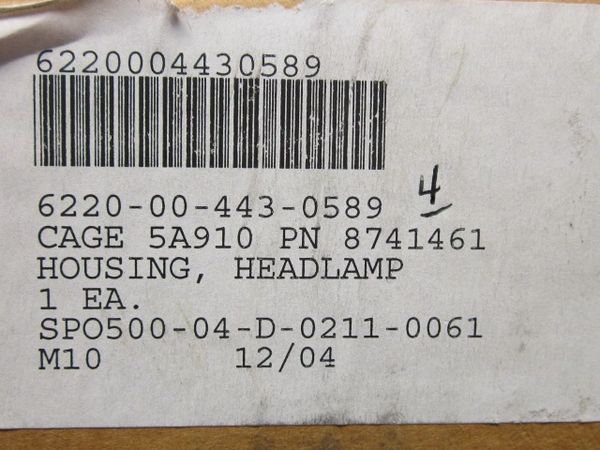 6220004430589
6220-00-443-0589 4
CAGE 5A910 PN 8741461
HOUSING, HEADLAMP
1 EA.
SPO500-04-D-0211-0061
M10 12/04